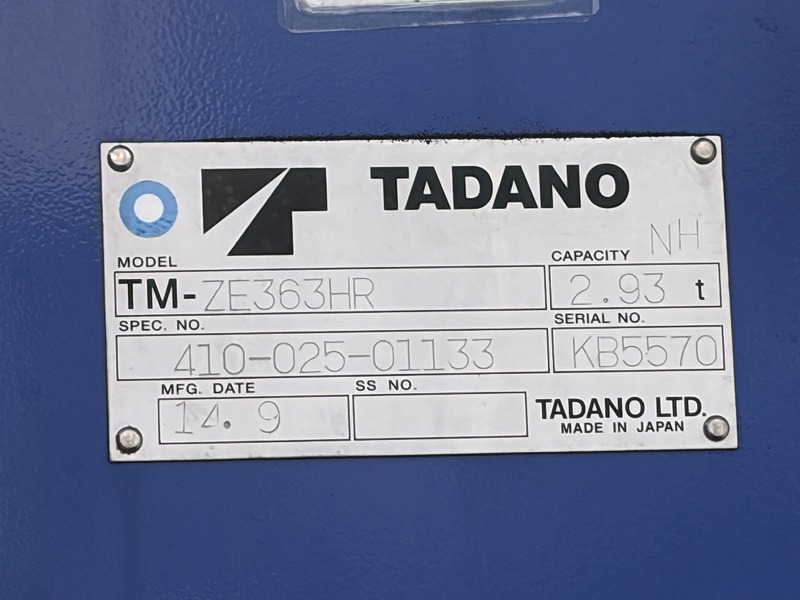 TADANO
NH
MODEL
CAPACITY
TM-ZE363HR
2.93 t
SPEC. NO.
SERIAL NO.
410-025-01133
KB5570
MFG. DATE
SS NO.
14. 9
TADANO LTD.
MADE IN JAPAN